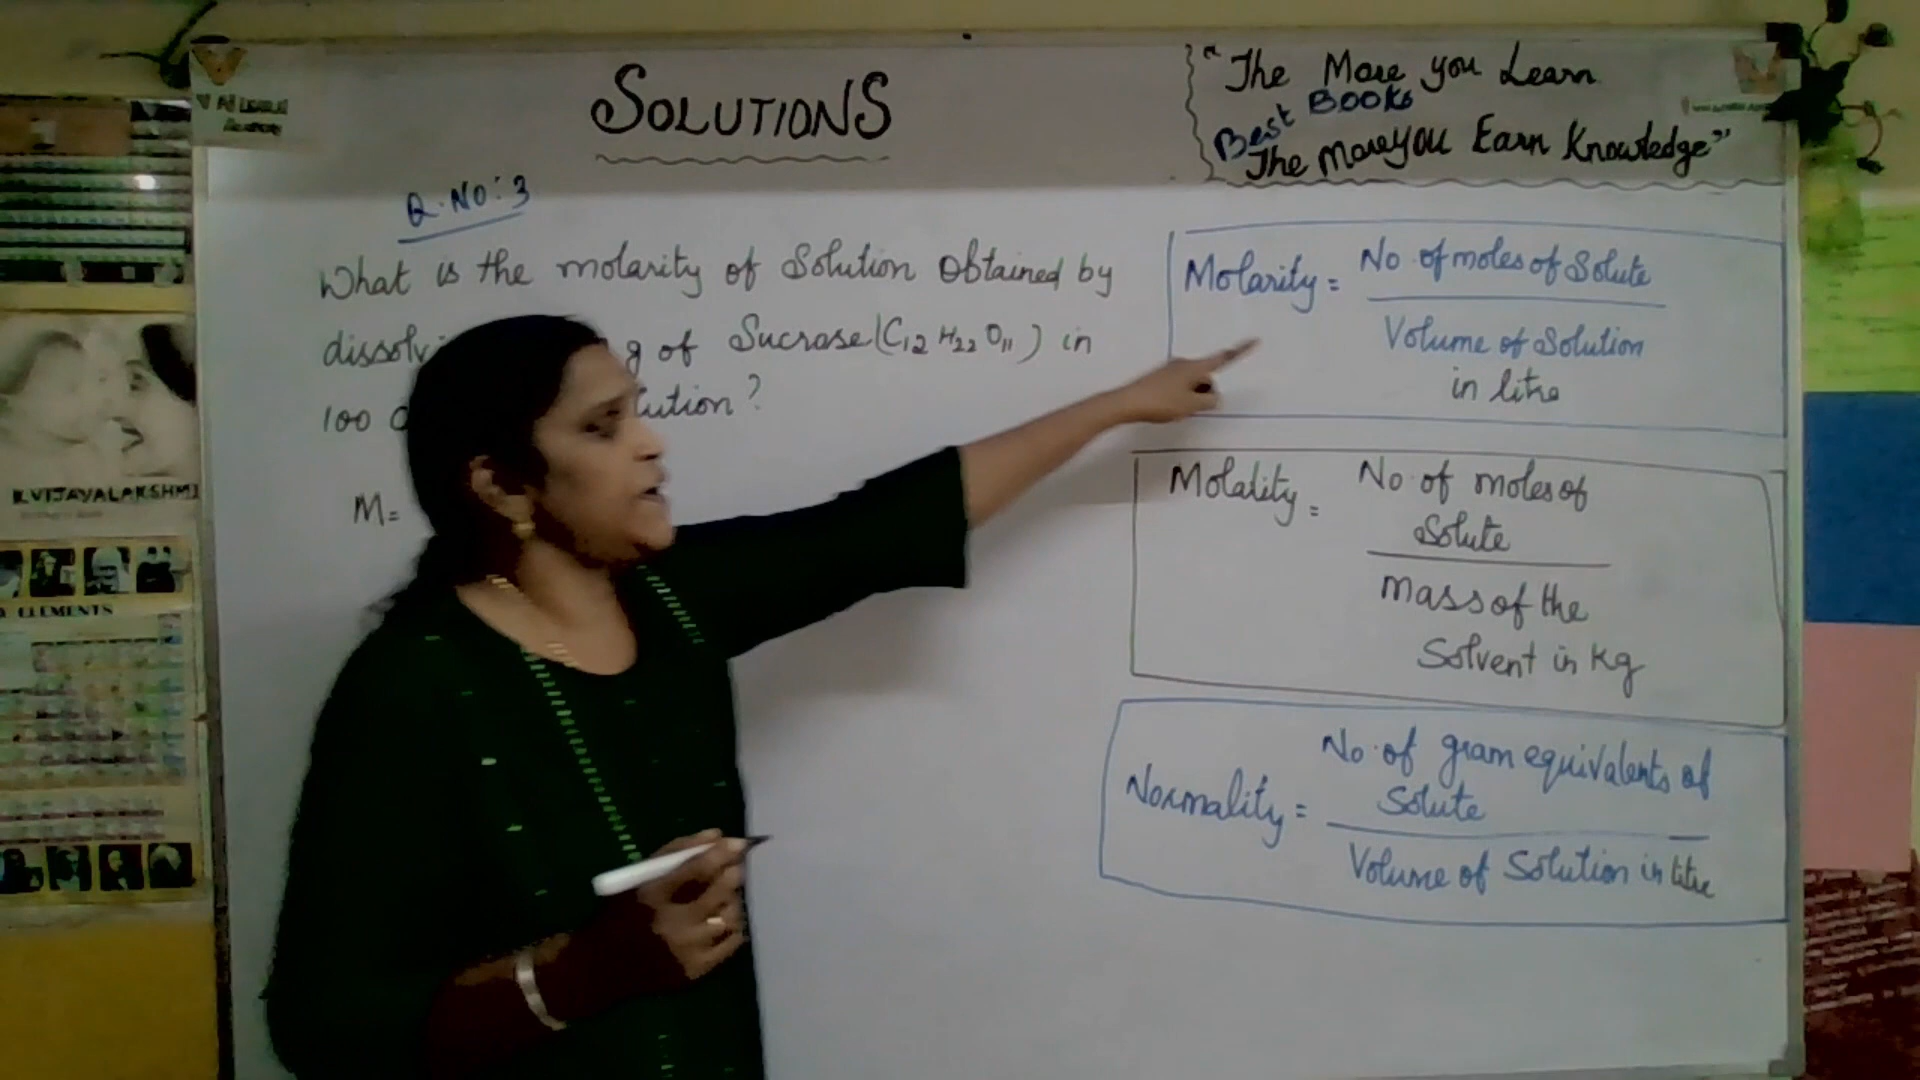 SOLUTIONS
"The More you Learn
Best Books
The More you Earn Knowledge"
Q. No: 3
What is the molarity of Solution Obtained by
g of Sucrose (C12 H22 O11) in
100
M=
Molarity = No of moles of Solute
Volume of Solution
in litre
Molality = No of moles of
Solute
Mass of the
Solvent in Kg
No of gram equivalents of
Normality = Solute
Volume of Solution in litre
K.VIJAYALAKSHMI
ELEMENTS